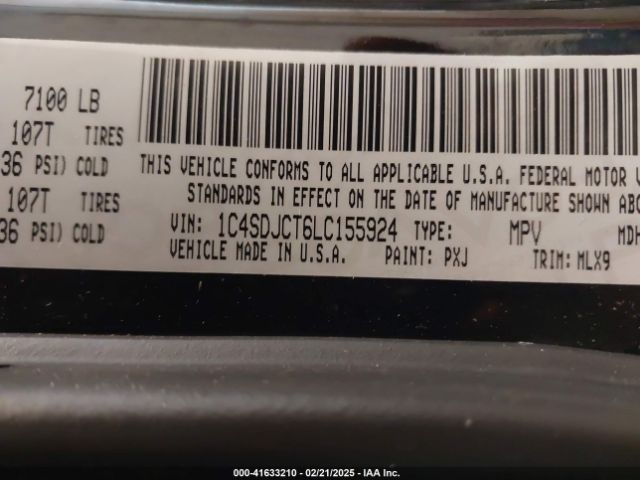 7100 LB
107T TIRES
36 PSI) COLD
107T TIRES
36 PSI) COLD
THIS VEHICLE CONFORMS TO ALL APPLICABLE U.S.A. FEDERAL MOTOR V
STANDARDS IN EFFECT ON THE DATE OF MANUFACTURE SHOWN ABO
VIN: 1C4SDJCT6LC155924 TYPE: MPV MDH
VEHICLE MADE IN U.S.A. PAINT: PXJ TRIM: MLX9
000-41633210 - 02/21/2025 - IAA Inc.